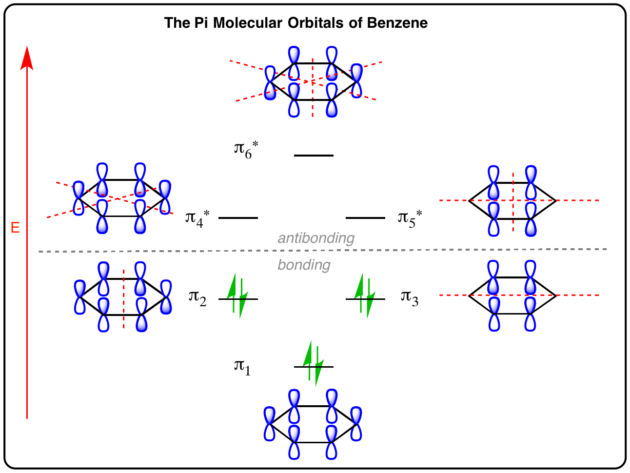 The Pi Molecular Orbitals of Benzene
π6*
π4*
π5*
E
antibonding
bonding
π2
π3
π1